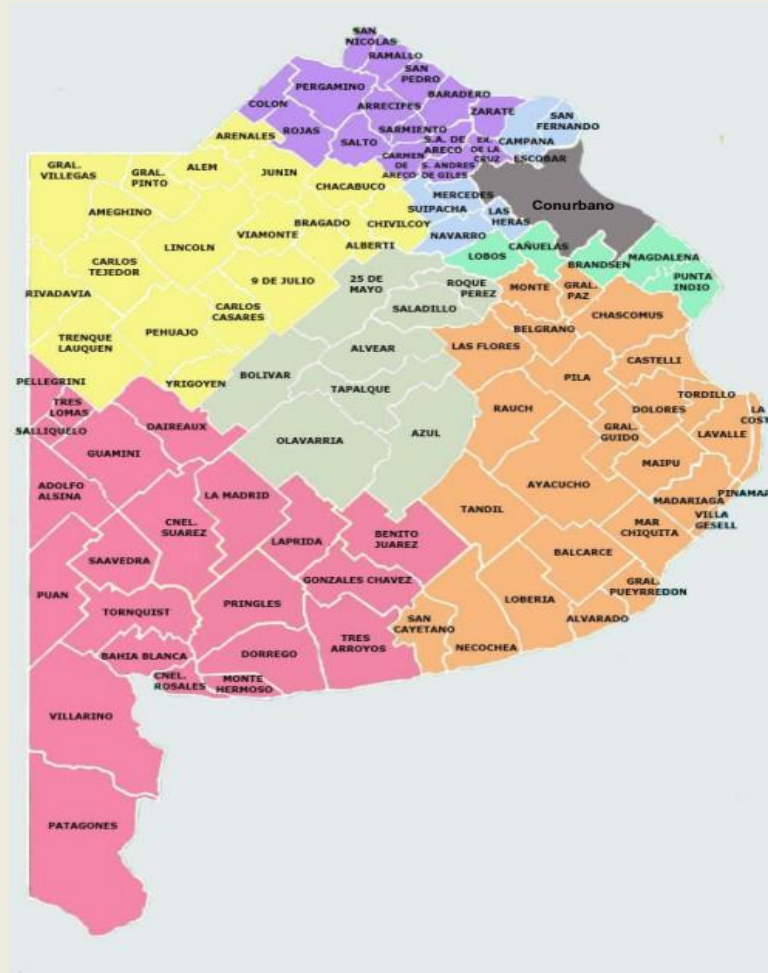 SAN
NICOLAS
RAMALLO
SAN
PEDRO
PERGAMINO
BARADERO
COLON
ARRECIFES
ZARATE
ROJAS
SARMIENTO
SALTO
S.A. DE
ARECO
EX.
DE LA
CRUZ
CAMPANA
SAN
FERNANDO
ESCOBAR
CARMEN
DE
ARECO
S. ANDRES
DE GILES
ARENALES
GRAL.
VILLEGAS
GRAL.
PINTO
ALEM
JUNIN
CHACABUCO
MERCEDES
SUIPACHA
LAS
HERAS
Conurbano
AMEGHINO
BRAGADO
CHIVILCOY
VIAMONTE
NAVARRO
LINCOLN
ALBERTI
LOBOS
CAÑUELAS
BRANDSEN
MAGDALENA
PUNTA
INDIO
CARLOS
TEJEDOR
RIVADAVIA
9 DE JULIO
25 DE
MAYO
ROQUE
PEREZ
MONTE
GRAL.
PAZ
SALADILLO
CARLOS
CASARES
CHASCOMUS
BELGRANO
TRENQUE
LAUQUEN
PEHUAJO
ALVEAR
LAS FLORES
CASTELLI
PELLEGRINI
YRIGOYEN
BOLIVAR
TAPALQUE
PILA
TORDILLO
TRES
LOMAS
RAUCH
DOLORES
LA
COST
SALLIQUELO
DAIREAUX
GRAL.
GUIDO
LAVALLE
GUAMINI
OLAVARRIA
AZUL
MAIPU
ADOLFO
ALSINA
LA MADRID
AYACUCHO
PINAMAR
MADARIAGA
TANDIL
VILLA
GESELL
CNEL.
SUAREZ
LAPRIDA
BENITO
JUAREZ
MAR
CHIQUITA
SAAVEDRA
BALCARCE
GONZALES CHAVEZ
PUAN
GRAL.
PUEYRREDON
TORNQUIST
PRINGLES
LOBERIA
SAN
CAYETANO
ALVARADO
TRES
ARROYOS
NECOCHEA
BAHIA BLANCA
DORREGO
CNEL.
ROSALES
MONTE
HERMOSO
VILLARINO
PATAGONES